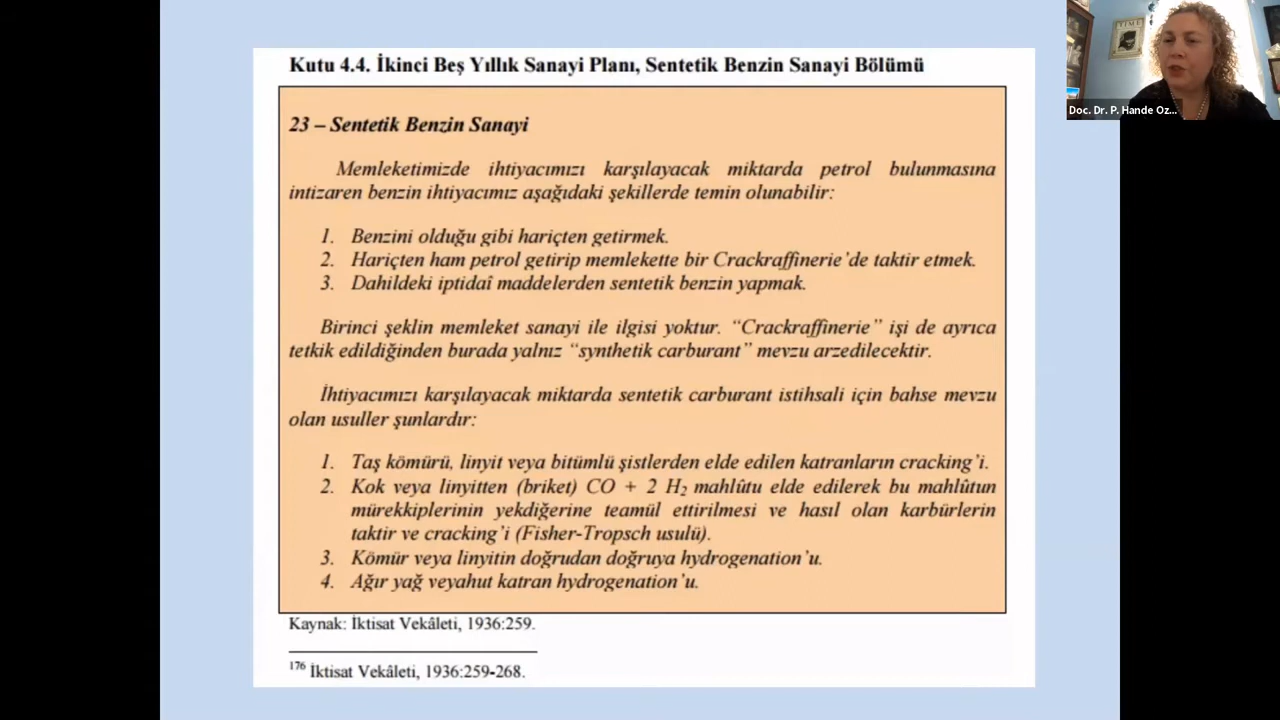 Kutu 4.4. İkinci Beş Yıllık Sanayi Planı, Sentetik Benzin Sanayi Bölümü
23 – Sentetik Benzin Sanayi
Memleketimizde ihtiyacımızı karşılayacak miktarda petrol bulunmasına
intizaren benzin ihtiyacımız aşağıdaki şekillerde temin olunabilir:
1. Benzini olduğu gibi hariçten getirmek.
2. Hariçten ham petrol getirip memlekette bir Crackraffinerie'de taktir etmek.
3. Dahildeki iptidaî maddelerden sentetik benzin yapmak.
Birinci şeklin memleket sanayi ile ilgisi yoktur. “Crackraffinerie” işi de ayrıca
tetkik edildiğinden burada yalnız “synthetik carburant” mevzu arzedilecektir.
İhtiyacımızı karşılayacak miktarda sentetik carburant istihsali için bahse mevzu
olan usuller şunlardır:
1. Taş kömürü, linyit veya bitümlü şistlerden elde edilen katranların cracking'i.
2. Kok veya linyitten (briket) CO + 2 H₂ mahlûtu elde edilerek bu mahlûtun
mürekkiplerinin yekdiğerine teamül ettirilmesi ve hasıl olan karbürlerin
taktir ve cracking'i (Fisher-Tropsch usulü).
3. Kömür veya linyitin doğrudan doğruya hydrogenation'u.
4. Ağır yağ veyahut katran hydrogenation'u.
Kaynak: İktisat Vekâleti, 1936:259.
176 İktisat Vekâleti, 1936:259-268.
TIME
Doc. Dr. P. Hande Oz...